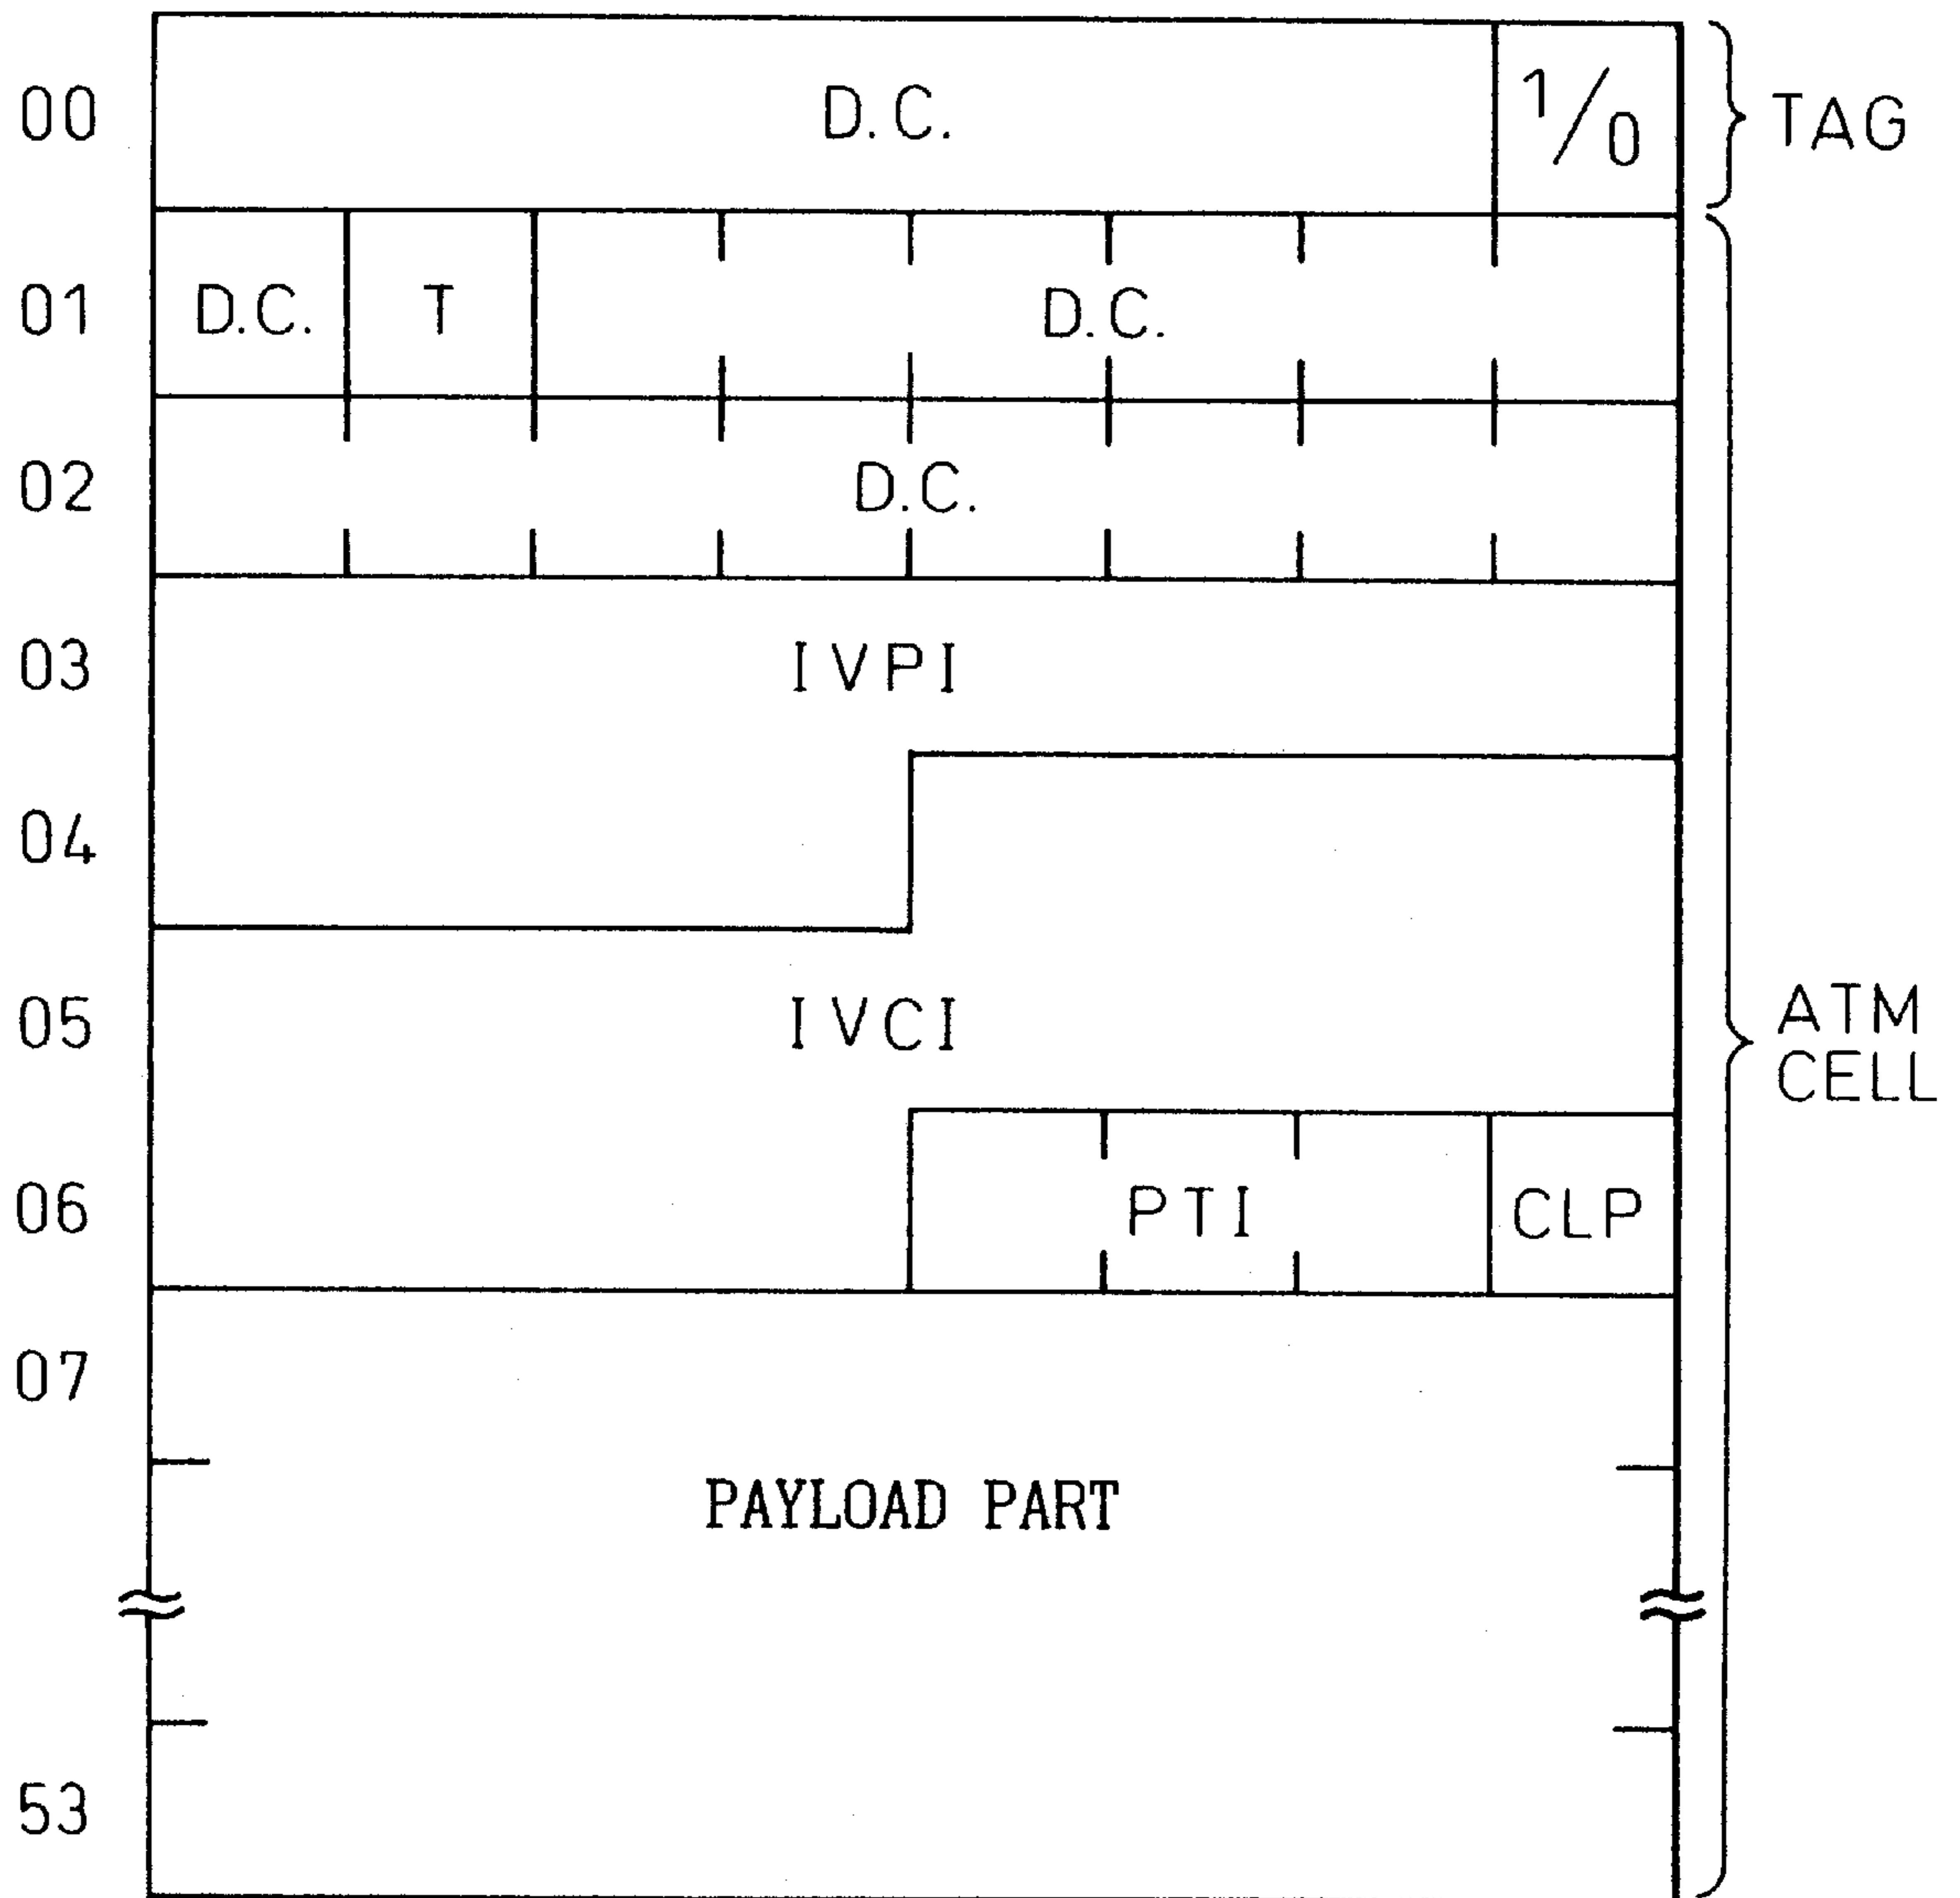 00 D.C. 1/0 TAG
01 D.C. T D.C.
02 D.C.
03 IVPI
04
05 IVCI ATM
CELL
06 PTI CLP
07
PAYLOAD PART
53